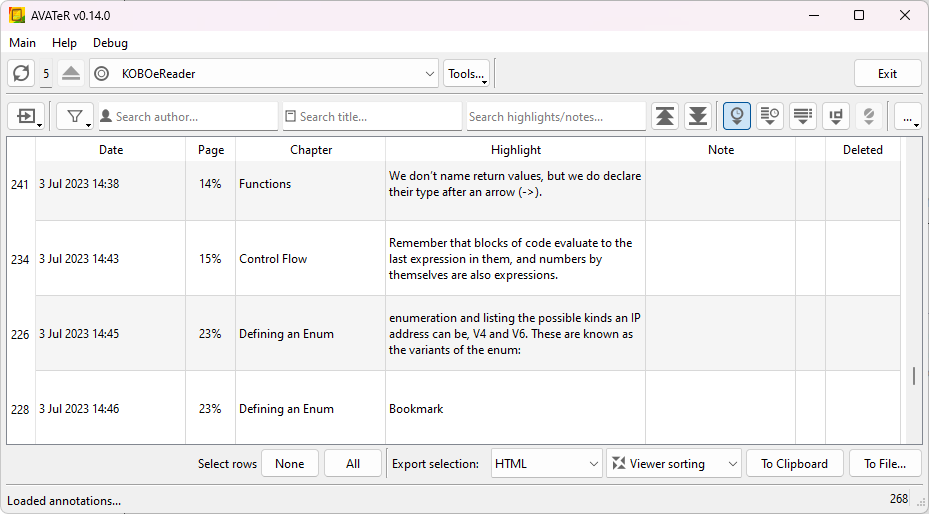 AVATeR v0.14.0
Main Help Debug
5 KOBOeReader Tools... Exit
Search author... Search title... Search highlights/notes... id ...
Date Page Chapter Highlight Note Deleted
241 3 Jul 2023 14:38 14% Functions We don’t name return values, but we do declare
their type after an arrow (->).
234 3 Jul 2023 14:43 15% Control Flow Remember that blocks of code evaluate to the
last expression in them, and numbers by
themselves are also expressions.
226 3 Jul 2023 14:45 23% Defining an Enum enumeration and listing the possible kinds an IP
address can be, V4 and V6. These are known as
the variants of the enum:
228 3 Jul 2023 14:46 23% Defining an Enum Bookmark
Select rows None All Export selection: HTML Viewer sorting To Clipboard To File...
Loaded annotations... 268